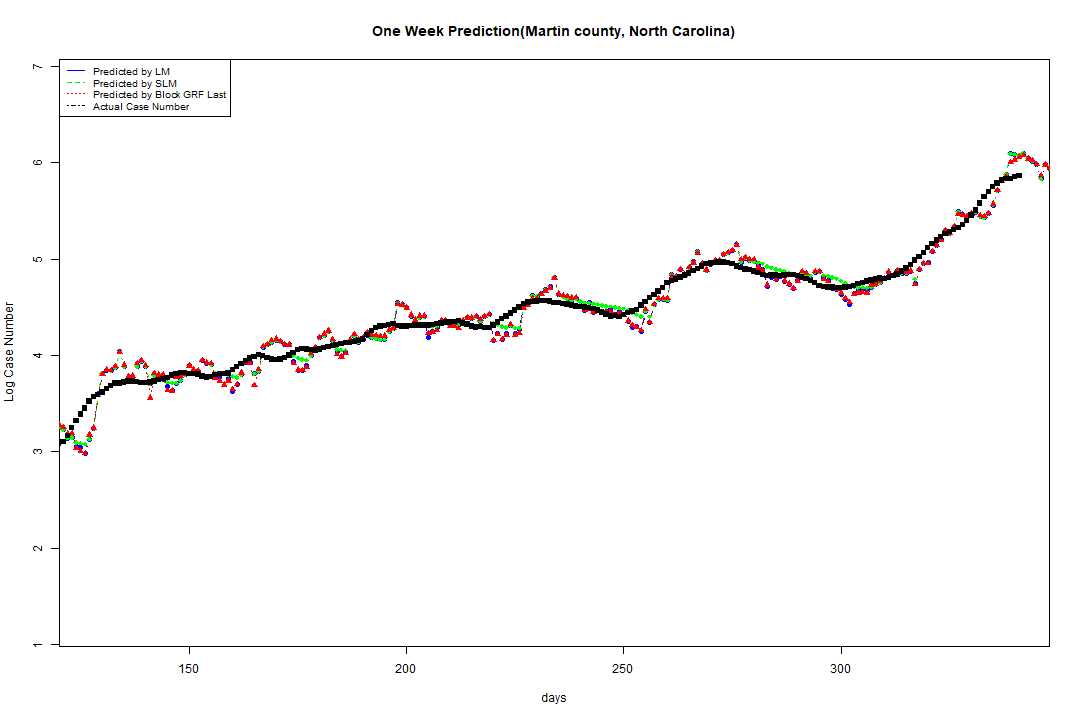 One Week Prediction(Martin county, North Carolina)
Predicted by LM
Predicted by SLM
Predicted by Block GRF Last
Actual Case Number
7
6
5
4
3
2
1
Log Case Number
150 200 250 300
days